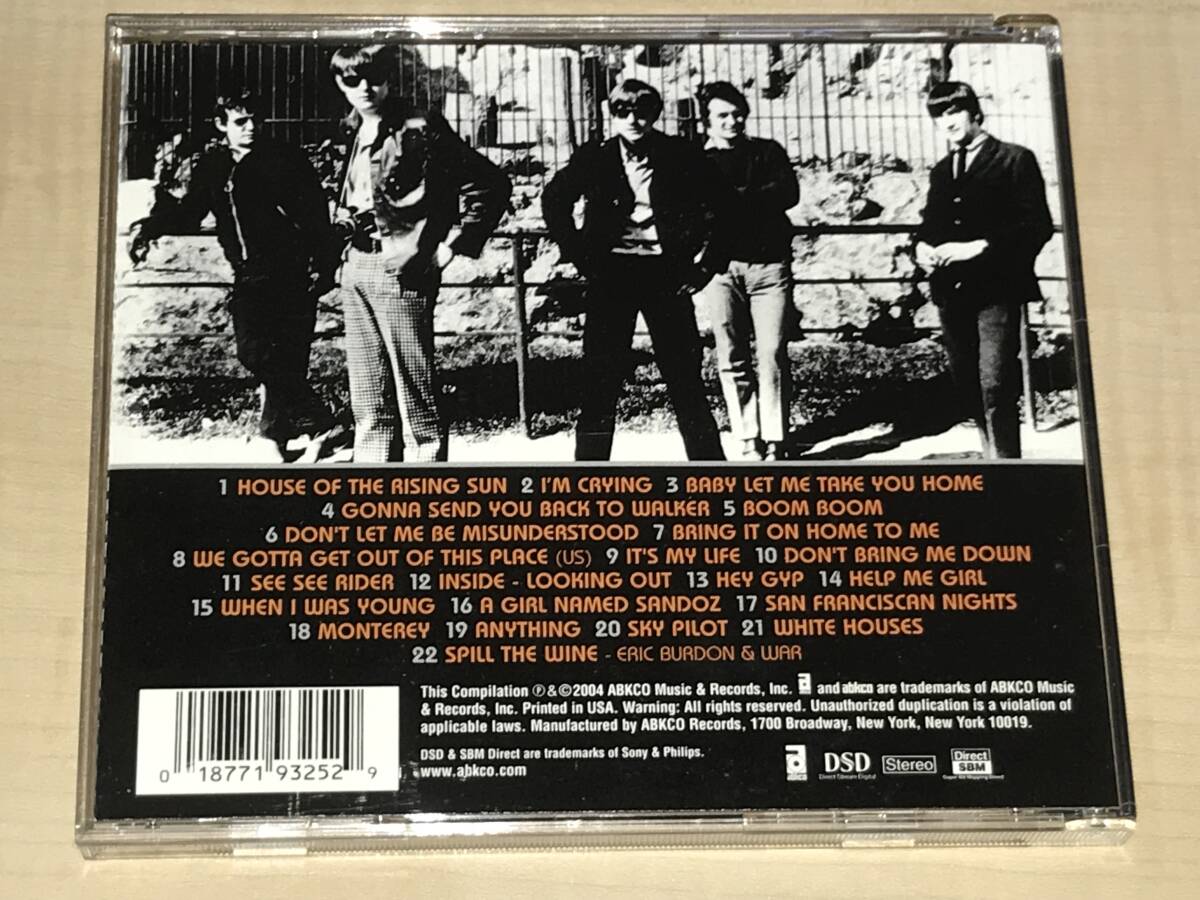 1 HOUSE OF THE RISING SUN 2 I'M CRYING 3 BABY LET ME TAKE YOU HOME
4 GONNA SEND YOU BACK TO WALKER 5 BOOM BOOM
6 DON'T LET ME BE MISUNDERSTOOD 7 BRING IT ON HOME TO ME
8 WE GOTTA GET OUT OF THIS PLACE (US) 9 IT'S MY LIFE 10 DON'T BRING ME DOWN
11 SEE SEE RIDER 12 INSIDE - LOOKING OUT 13 HEY GYP 14 HELP ME GIRL
15 WHEN I WAS YOUNG 16 A GIRL NAMED SANDOZ 17 SAN FRANCISCAN NIGHTS
18 MONTEREY 19 ANYTHING 20 SKY PILOT 21 WHITE HOUSES
22 SPILL THE WINE - ERIC BURDON & WAR
This Compilation ℗&©2004 ABKCO Music & Records, Inc. a and abkco are trademarks of ABKCO Music
& Records, Inc. Printed in USA. Warning: All rights reserved. Unauthorized duplication is a violation of
applicable laws. Manufactured by ABKCO Records, 1700 Broadway, New York, New York 10019.
DSD & SBM Direct are trademarks of Sony & Philips.
www.abkco.com
0 18771 93252 9
a abkco
DSD
Direct Stream Digital
Stereo
Direct
SBM
Super Bit Mapping Direct